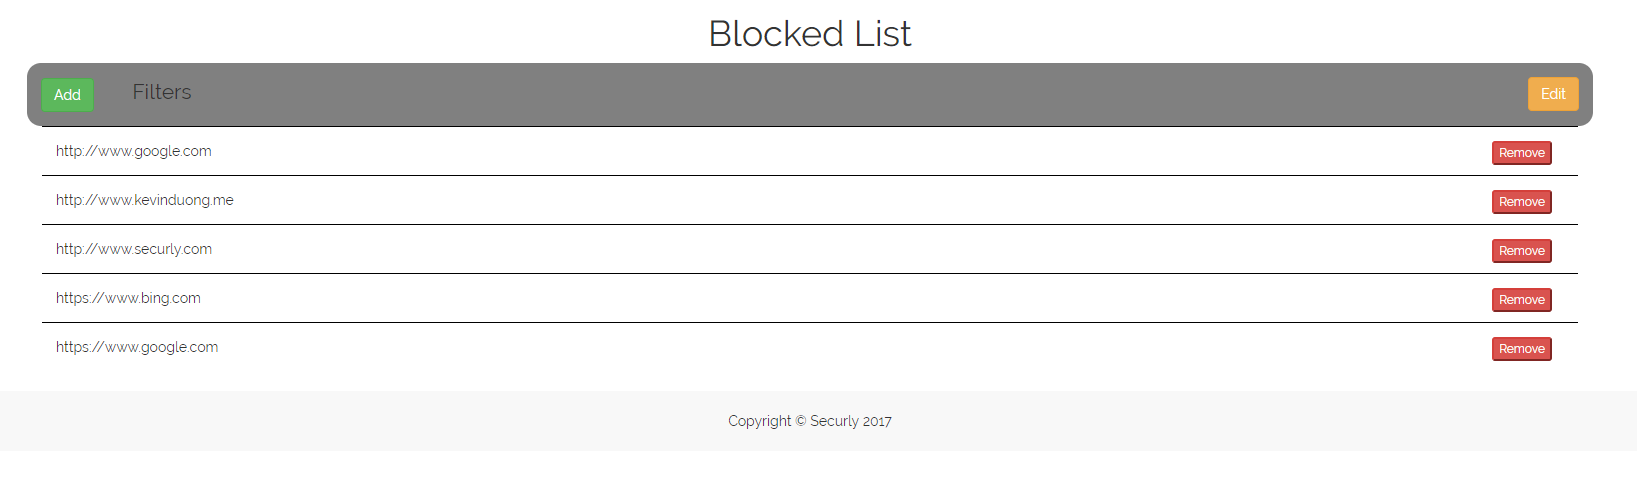 Blocked List
Add Filters Edit
http://www.google.com Remove
http://www.kevinduong.me Remove
http://www.securly.com Remove
https://www.bing.com Remove
https://www.google.com Remove
Copyright © Securly 2017